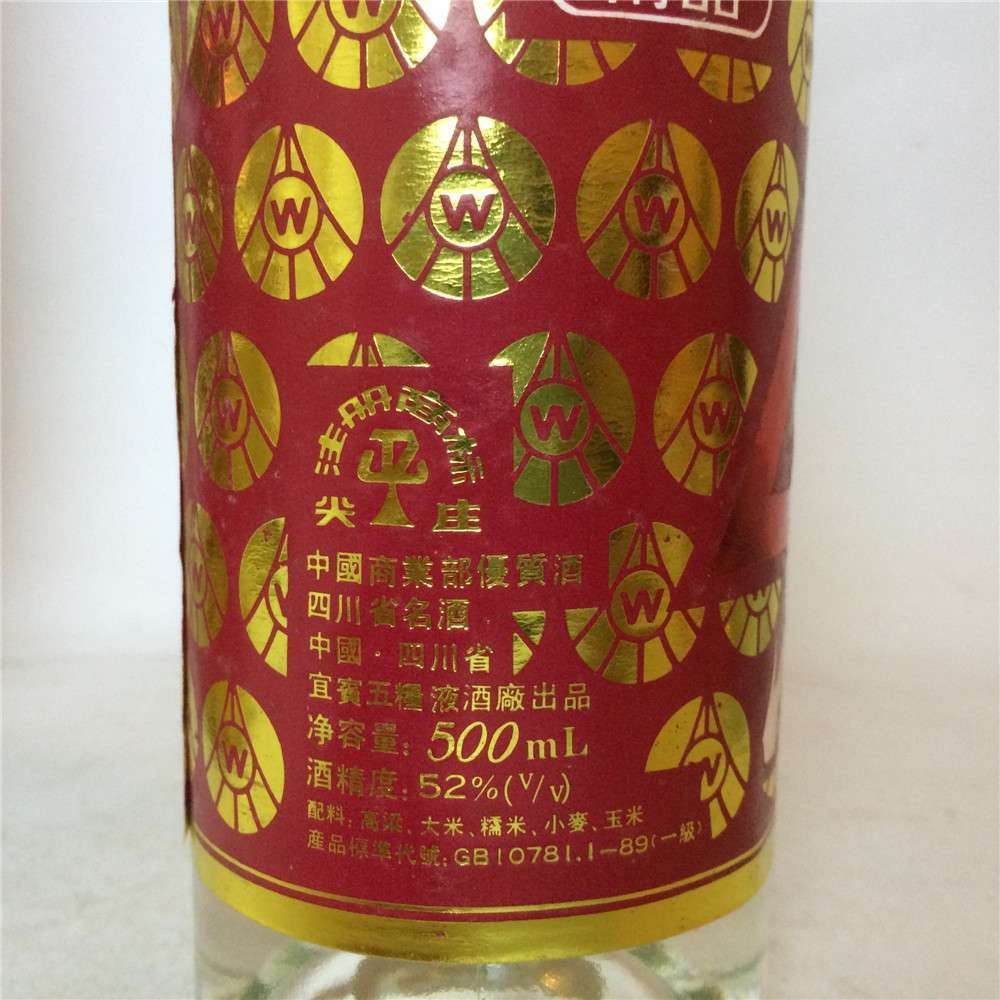 精品
W W W W W
W W W
注册商标
尖 庄
中國商業部優質酒
四川省名酒
W W
中國·四川省
宜賓五糧液酒廠出品
净容量: 500mL
W W
酒精度: 52%(V/V)
配料: 高梁、大米、糯米、小麥、玉米
産品標準代號: GB10781.1-89(一級)